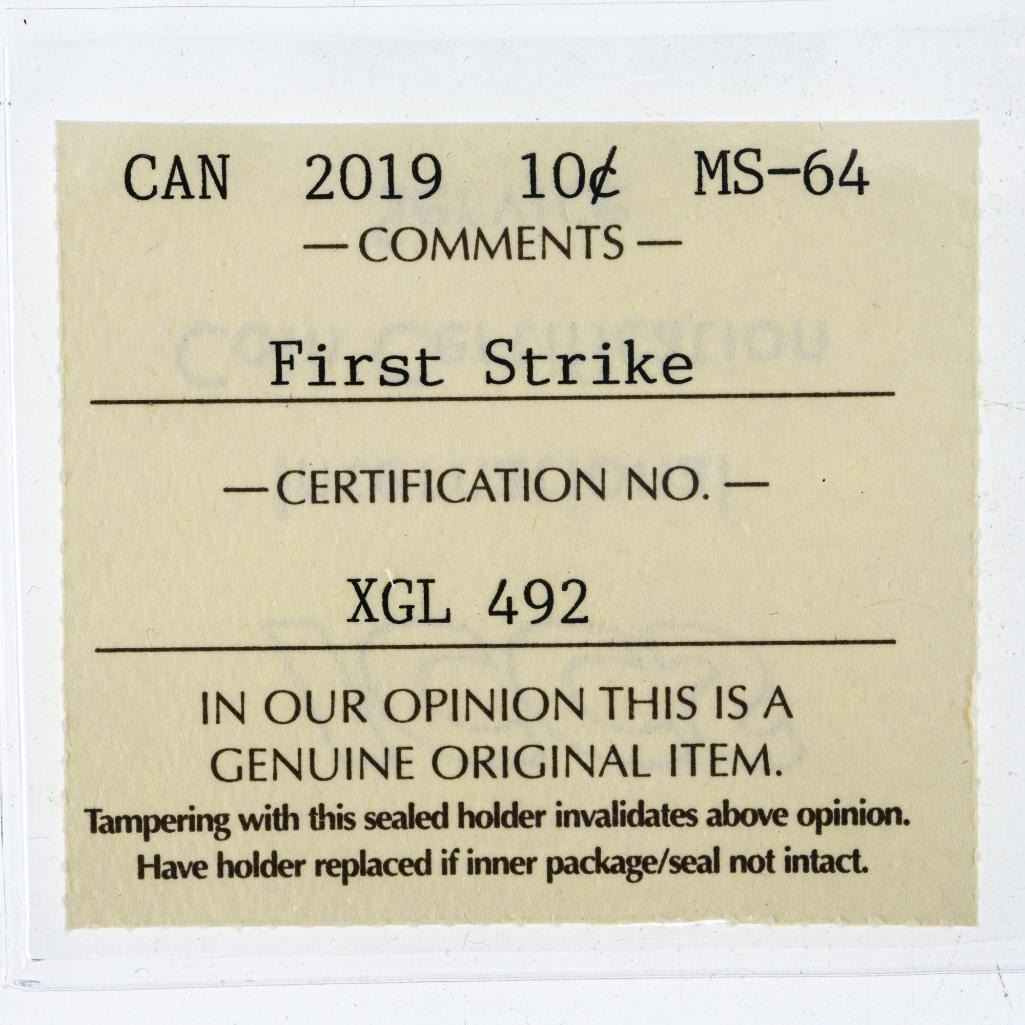 CAN 2019 10¢ MS-64
— COMMENTS —
First Strike
— CERTIFICATION NO. —
XGL 492
IN OUR OPINION THIS IS A
GENUINE ORIGINAL ITEM.
Tampering with this sealed holder invalidates above opinion.
Have holder replaced if inner package/seal not intact.